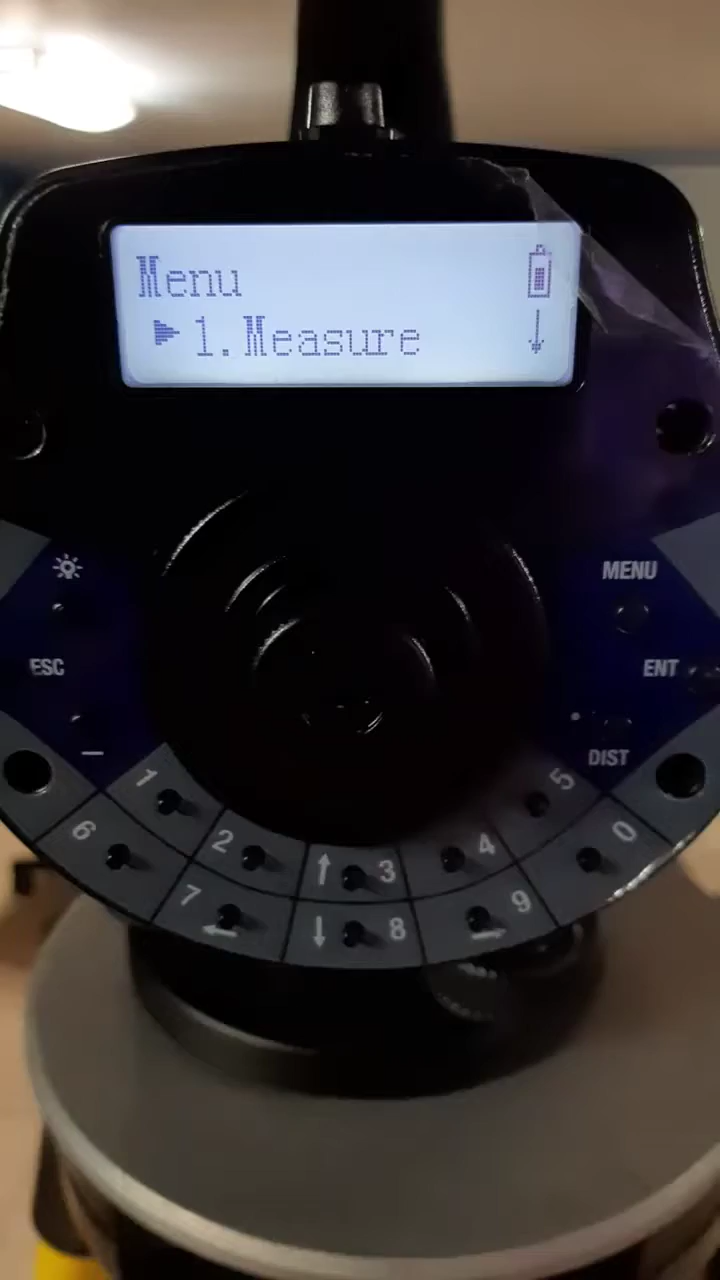 Menu
▶1.Measure
MENU
ESC
ENT
DIST
1
5
6
2
↑ 3
4
0
7 ←
↓ 8
9 →